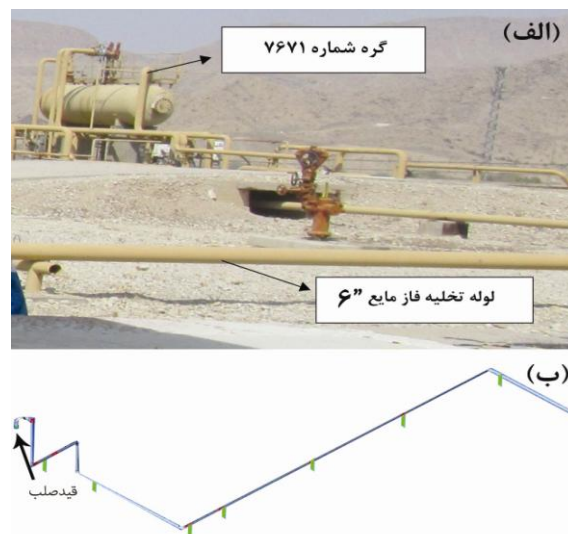 (الف)
گره شماره ۷۶۷۱
لوله تخلیه فاز مایع ۶”
(ب)
قیدصلب